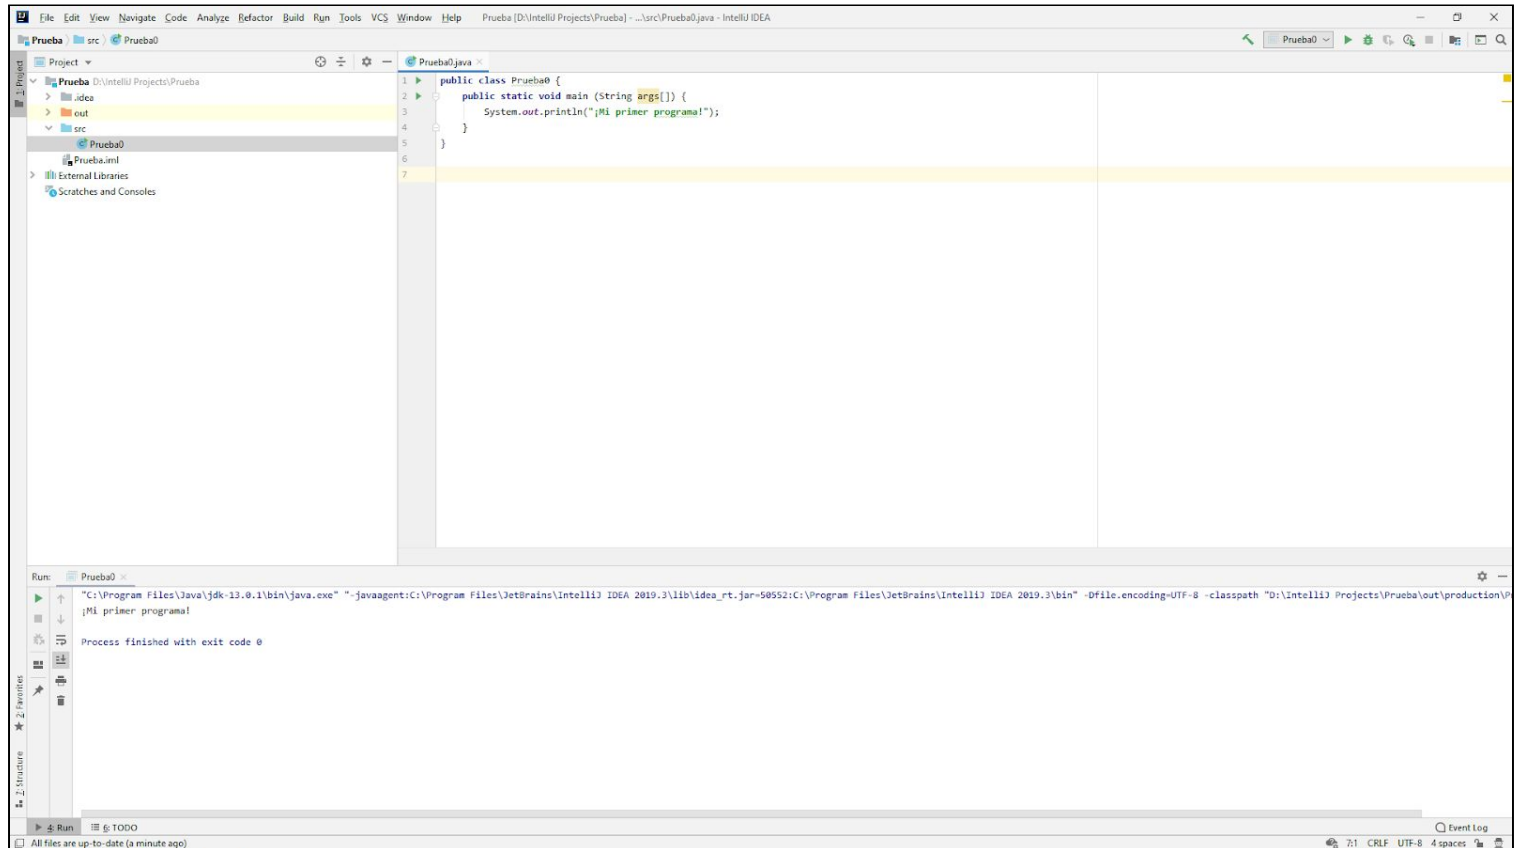 File Edit View Navigate Code Analyze Refactor Build Run Tools VCS Window Help Prueba [D:\IntelliJ Projects\Prueba] - ...\src\Prueba0.java - IntelliJ IDEA
Prueba src Prueba0 Prueba0
1: Project
Project Prueba0.java
Prueba D:\IntelliJ Projects\Prueba
.idea
out
src
Prueba0
Prueba.iml
External Libraries
Scratches and Consoles
1 public class Prueba0 {
2 public static void main (String args[]) {
3 System.out.println("¡Mi primer programa!");
4 }
5 }
6
7
Run: Prueba0
"C:\Program Files\Java\jdk-13.0.1\bin\java.exe" "-javaagent:C:\Program Files\JetBrains\IntelliJ IDEA 2019.3\lib\idea_rt.jar=50552:C:\Program Files\JetBrains\IntelliJ IDEA 2019.3\bin" -Dfile.encoding=UTF-8 -classpath "D:\IntelliJ Projects\Prueba\out\production\P
¡Mi primer programa!
Process finished with exit code 0
2: Favorites
7: Structure
4: Run 6: TODO Event Log
All files are up-to-date (a minute ago) 7:1 CRLF UTF-8 4 spaces